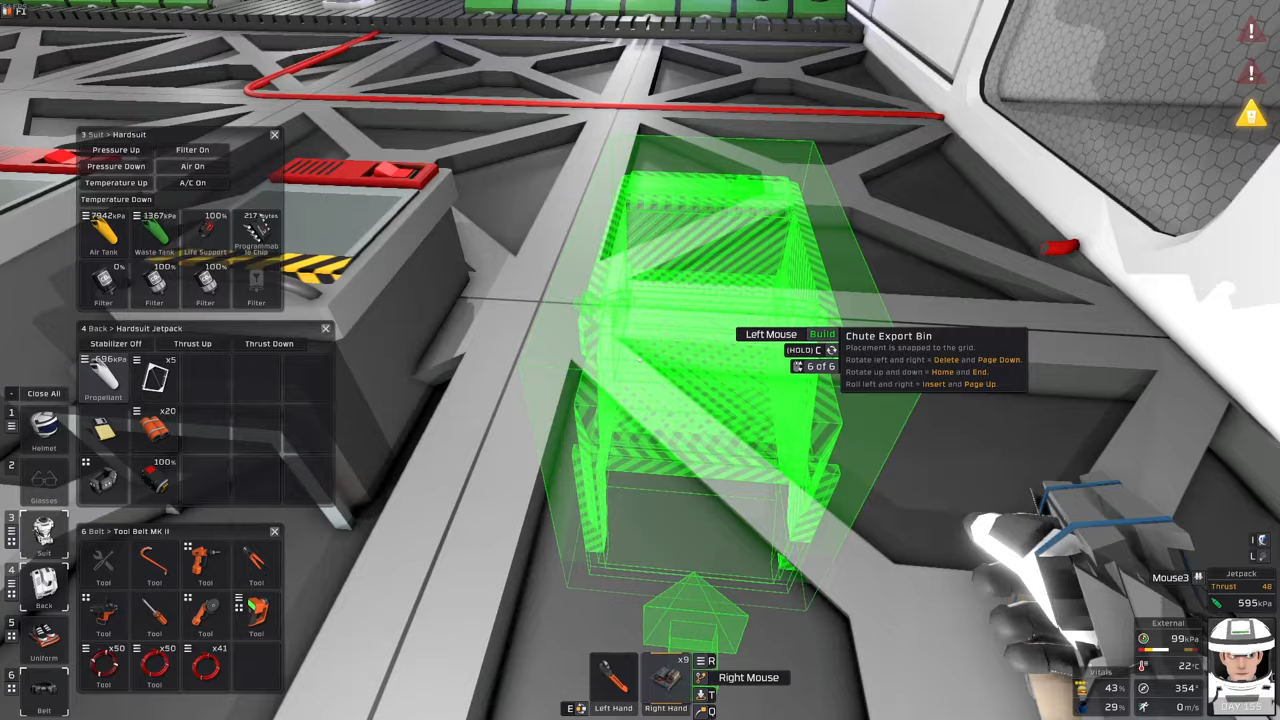 F1
3 Suit > Hardsuit
Pressure Up
Filter On
Pressure Down
Air On
Temperature Up
A/C On
Temperature Down
7942kPa
1367kPa
100%
217 bytes
Air Tank
Waste Tank
Life Support
Programmable Chip
0%
100%
100%
Filter
Filter
Filter
Filter
4 Back > Hardsuit Jetpack
Stabilizer Off
Thrust Up
Thrust Down
696kPa
x5
Propellant
x20
100%
- Close All
1
Helmet
2
Glasses
3
Suit
4
Back
5
Uniform
6
Belt
6 Belt > Tool Belt MK II
Tool
Tool
Tool
Tool
Tool
Tool
Tool
Tool
x50
x50
x41
Tool
Tool
Tool
Left Mouse
Build
(HOLD) C
6 of 6
Chute Export Bin
Placement is snapped to the grid.
Rotate left and right = Delete and Page Down.
Rotate up and down = Home and End.
Roll left and right = Insert and Page Up.
x9
R
Right Mouse
T
E
Left Hand
Right Hand
Q
I
L
Mouse3
Jetpack
Thrust 48
595kPa
External
99kPa
22°C
Vitals
43%
354°
29%
0m/s
DAY 155